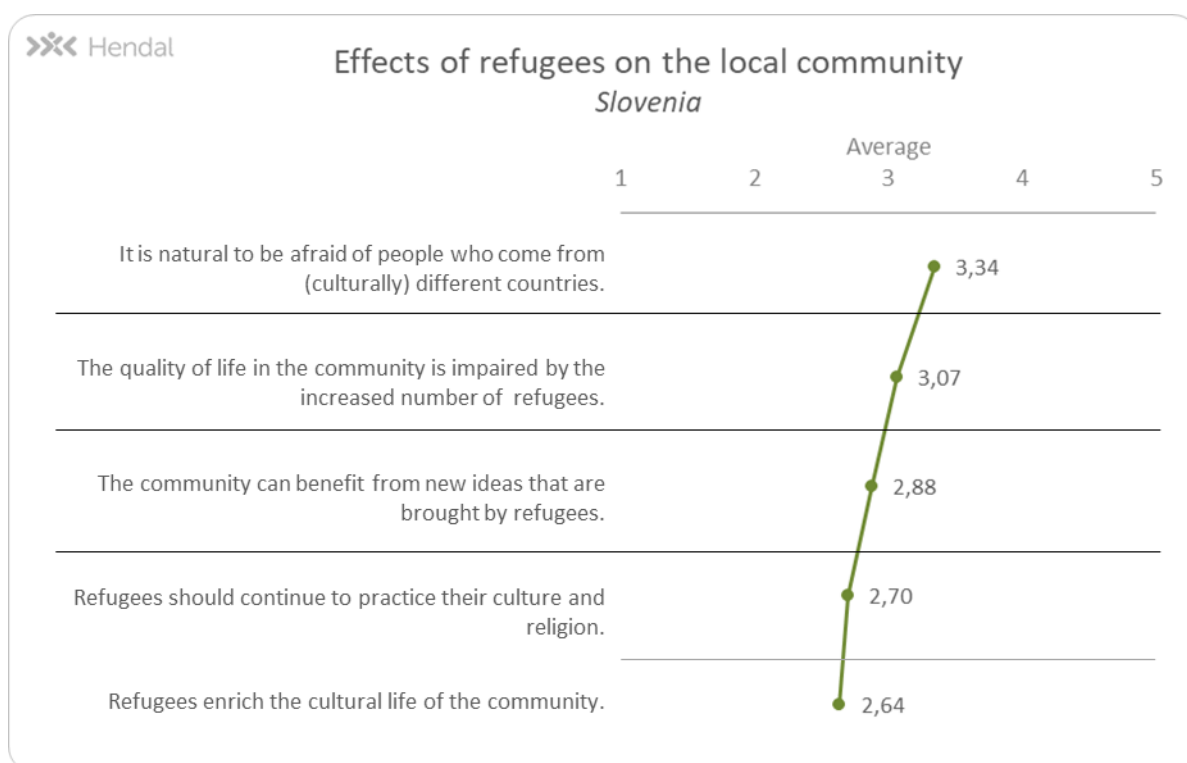 Hendal
Effects of refugees on the local community
Slovenia
Average
1 2 3 4 5
It is natural to be afraid of people who come from
(culturally) different countries.
3,34
The quality of life in the community is impaired by the
increased number of refugees.
3,07
The community can benefit from new ideas that are
brought by refugees.
2,88
Refugees should continue to practice their culture and
religion.
2,70
Refugees enrich the cultural life of the community.
2,64